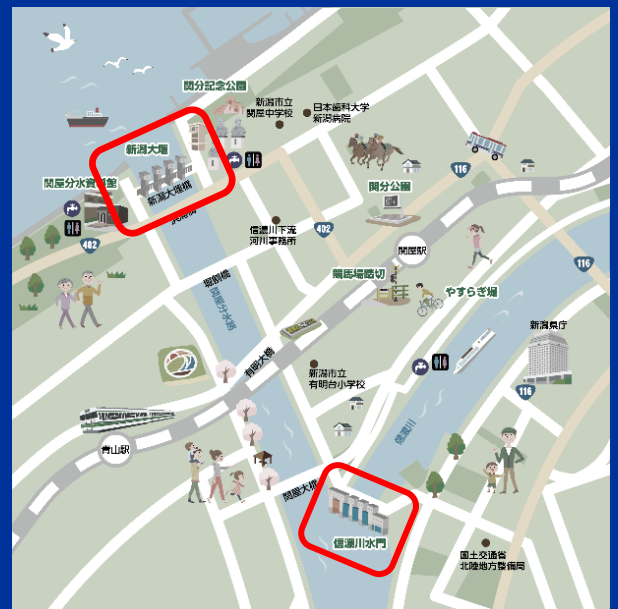 関分記念公園
新潟市立
関屋中学校
日本歯科大学
新潟病院
新潟大堰
新潟大堰橋
関屋分水資料館
116
関分公園
402
信濃川下流
河川事務所
402
関屋駅
116
競馬場踏切
やすらぎ堤
堀割橋
関屋分水路
新潟県庁
有明大橋
新潟市立
有明台小学校
116
信濃川
青山駅
関屋大橋
信濃川水門
国土交通省
北陸地方整備局